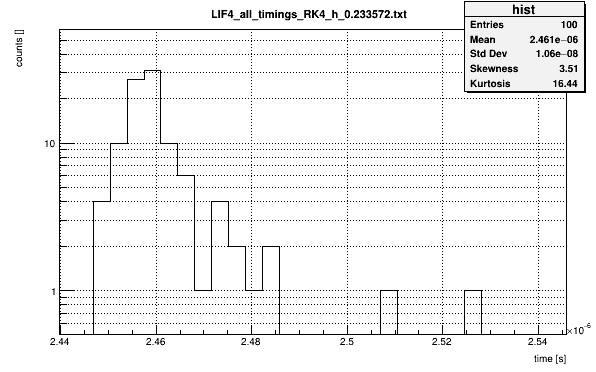 LIF4_all_timings_RK4_h_0.233572.txt
hist
Entries 100
Mean 2.461e−06
Std Dev 1.06e−08
Skewness 3.51
Kurtosis 16.44
counts []
10
1
2.44 2.46 2.48 2.5 2.52 2.54
×10−6
time [s]